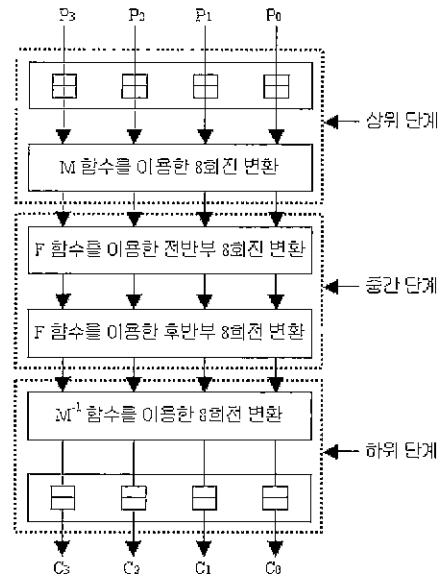 P₃ P₂ P₁ P₀
상위 단계
M 함수를 이용한 8회전 변환
F 함수를 이용한 전반부 8회전 변환
중간 단계
F 함수를 이용한 후반부 8회전 변환
M⁻¹ 함수를 이용한 8회전 변환
하위 단계
C₃ C₂ C₁ C₀